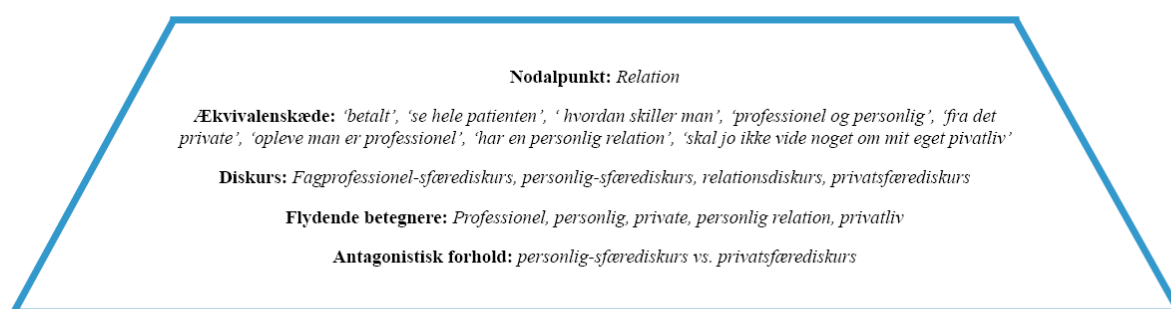 Nodalpunkt: Relation
Ækvivalenskæde: ‘betalt’, ‘se hele patienten’, ‘ hvordan skiller man’, ‘professionel og personlig’, ‘fra det
private’, ‘opleve man er professionel’, ‘har en personlig relation’, ‘skal jo ikke vide noget om mit eget pivatliv’
Diskurs: Fagprofessionel-sfærediskurs, personlig-sfærediskurs, relationsdiskurs, privatsfærediskurs
Flydende betegnere: Professionel, personlig, private, personlig relation, privatliv
Antagonistisk forhold: personlig-sfærediskurs vs. privatsfærediskurs